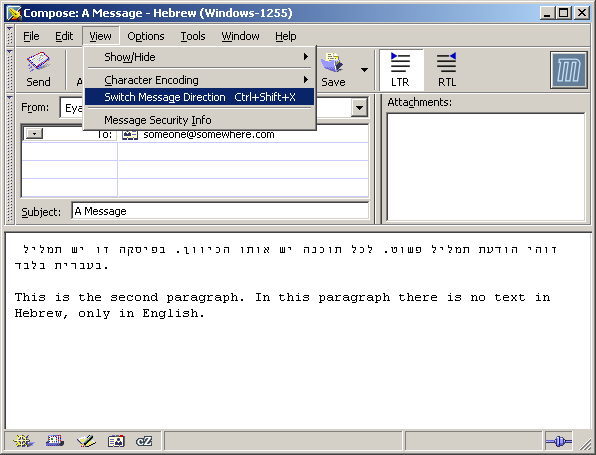 Compose: A Message - Hebrew (Windows-1255)
File Edit View Options Tools Window Help
Show/Hide
Character Encoding
Switch Message Direction Ctrl+Shift+X
Message Security Info
Send Save LTR RTL
From:
Attachments:
To: someone@somewhere.com
Subject: A Message
זוהי הודעת תמליל פשוט. לכל תוכנה יש אותו הכיוון. בפיסקה זו יש תמליל
בעברית בלבד.
This is the second paragraph. In this paragraph there is no text in
Hebrew, only in English.